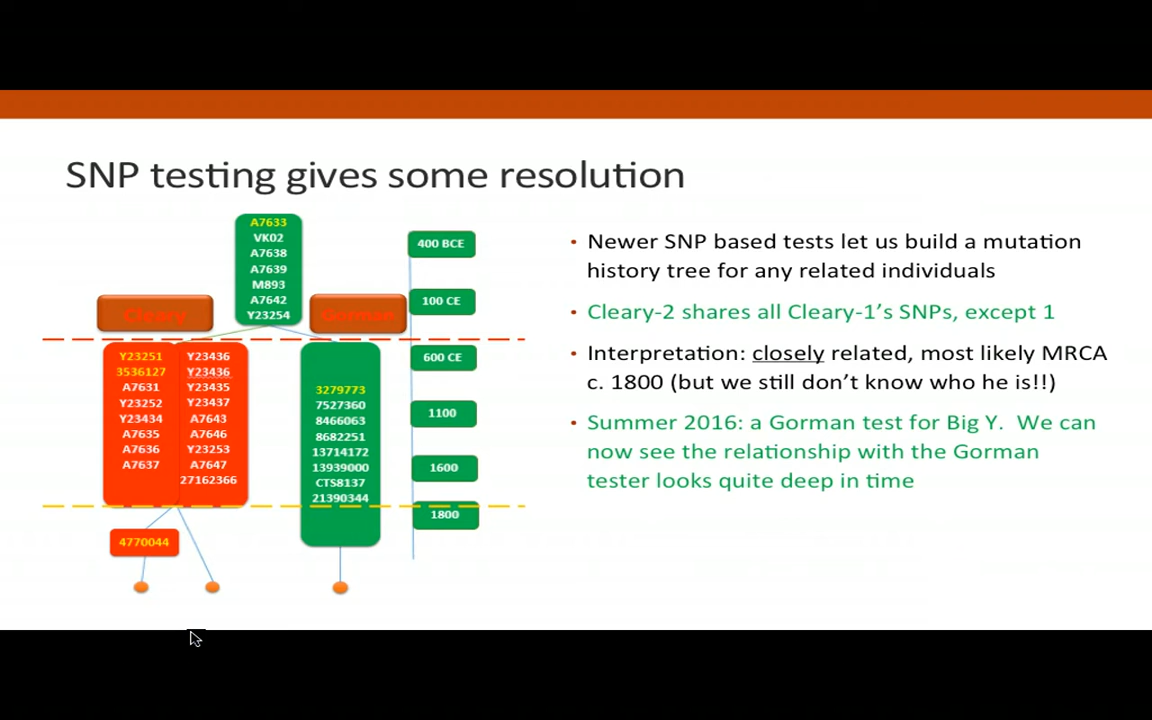 SNP testing gives some resolution
A7633
VK02
A7638
A7639
M893
A7642
Y23254
Cleary
Gorman
Y23251
3536127
A7631
Y23252
Y23434
A7635
A7636
A7637
Y23436
Y23436
Y23435
Y23437
A7643
A7646
Y23253
A7647
27162366
3279773
7527360
8466063
8682251
13714172
13939000
CTS8137
21390344
4770044
400 BCE
100 CE
600 CE
1100
1600
1800
• Newer SNP based tests let us build a mutation
history tree for any related individuals
• Cleary-2 shares all Cleary-1’s SNPs, except 1
• Interpretation: closely related, most likely MRCA
c. 1800 (but we still don’t know who he is!!)
• Summer 2016: a Gorman test for Big Y. We can
now see the relationship with the Gorman
tester looks quite deep in time